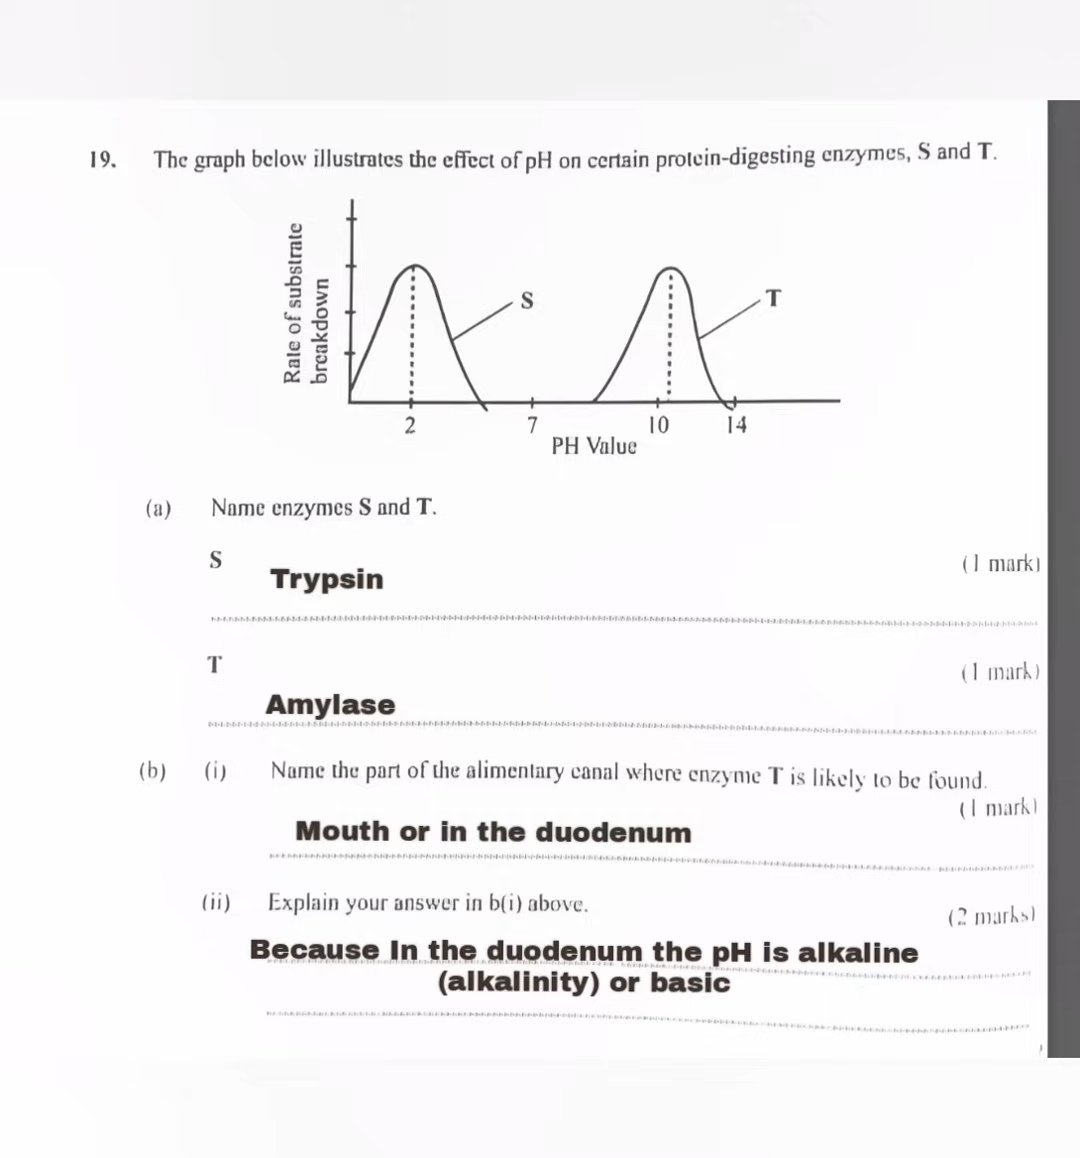 19. The graph below illustrates the effect of pH on certain protein-digesting enzymes, S and T.
Rate of substrate
breakdown
S
T
2 7 10 14
PH Value
(a) Name enzymes S and T.
S (1 mark)
Trypsin
T (1 mark)
Amylase
(b) (i) Name the part of the alimentary canal where enzyme T is likely to be found.
(1 mark)
Mouth or in the duodenum
(ii) Explain your answer in b(i) above.
(2 marks)
Because In the duodenum the pH is alkaline
(alkalinity) or basic